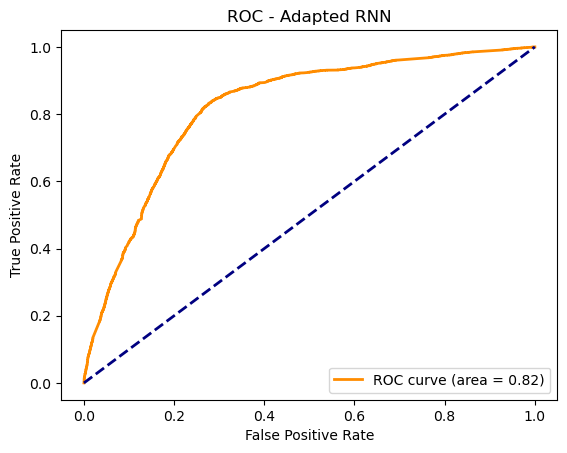 ROC - Adapted RNN
True Positive Rate
1.0
0.8
0.6
0.4
0.2
0.0
ROC curve (area = 0.82)
0.0 0.2 0.4 0.6 0.8 1.0
False Positive Rate